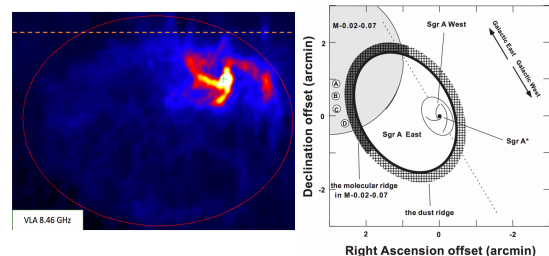 VLA 8.46 GHz
Declination offset (arcmin)
2
0
-2
M-0.02-0.07
Sgr A West
Galactic East
Galactic West
A
B
C
D
Sgr A East
Sgr A*
the molecular ridge
in M-0.02-0.07
the dust ridge
2
0
-2
Right Ascension offset (arcmin)